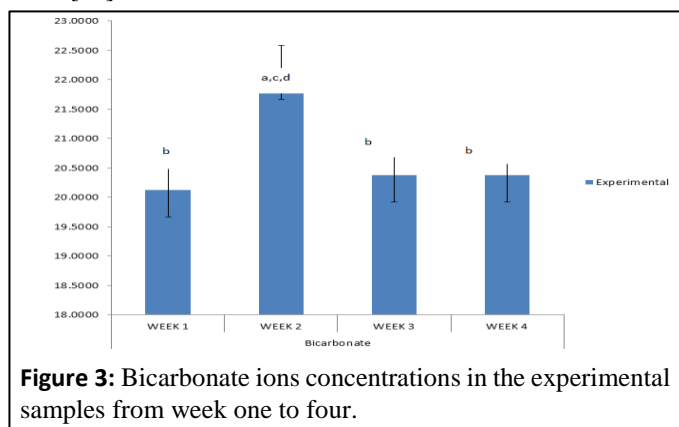 23.0000
22.5000
22.0000
a,c,d
21.5000
21.0000
b b b
20.5000
20.0000
Experimental
19.5000
19.0000
18.5000
18.0000
WEEK 1 WEEK 2 WEEK 3 WEEK 4
Bicarbonate
Figure 3: Bicarbonate ions concentrations in the experimental
samples from week one to four.